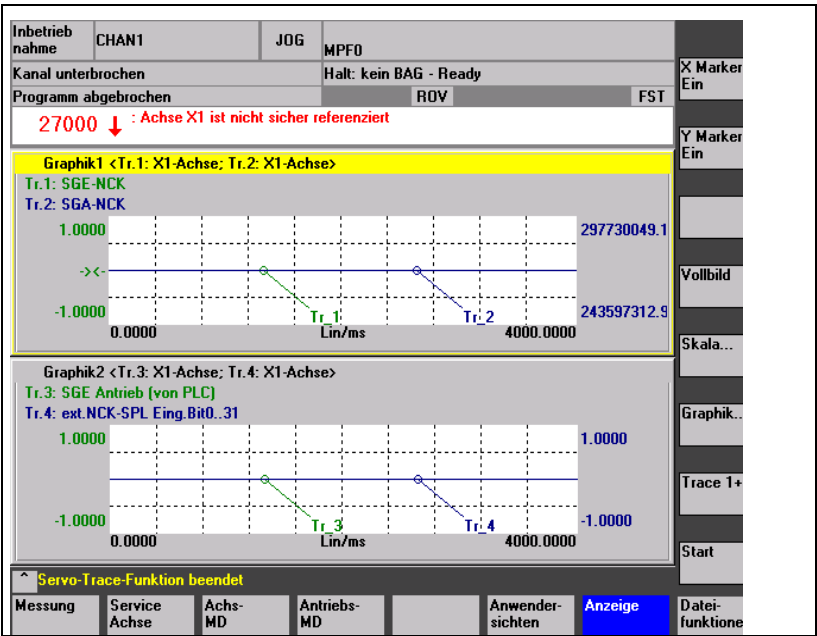 Inbetrieb
nahme
CHAN1
JOG
MPF0
Kanal unterbrochen
Halt: kein BAG - Ready
Programm abgebrochen
ROV
FST
27000 ↓ : Achse X1 ist nicht sicher referenziert
Graphik1 <Tr.1: X1-Achse; Tr.2: X1-Achse>
Tr.1: SGE-NCK
Tr.2: SGA-NCK
1.0000
297730049.1
-><-
-1.0000
243597312.9
Tr_1
Tr_2
0.0000
Lin/ms
4000.0000
Graphik2 <Tr.3: X1-Achse; Tr.4: X1-Achse>
Tr.3: SGE Antrieb (von PLC)
Tr.4: ext.NCK-SPL Eing.Bit0..31
1.0000
1.0000
-1.0000
-1.0000
Tr_3
Tr_4
0.0000
Lin/ms
4000.0000
^
Servo-Trace-Funktion beendet
X Marker
Ein
Y Marker
Ein
Vollbild
Skala...
Graphik..
Trace 1+
Start
Messung
Service
Achse
Achs-
MD
Antriebs-
MD
Anwender-
sichten
Anzeige
Datei-
funktione